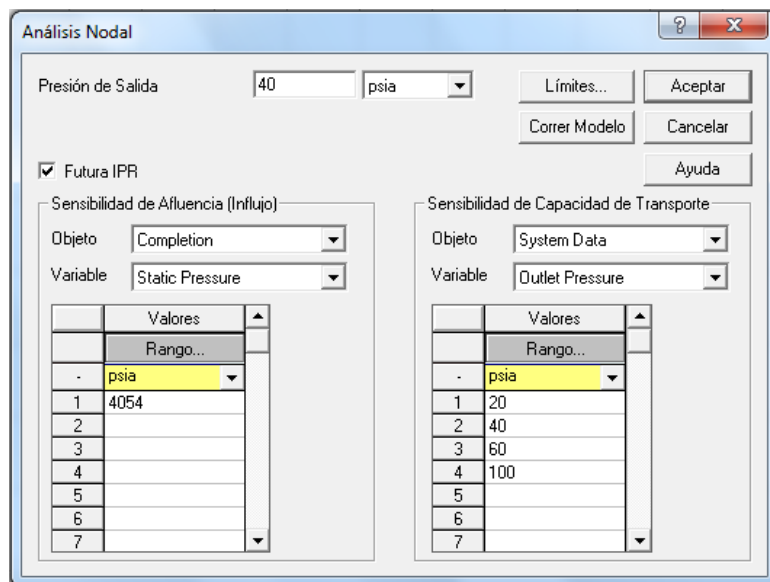 Análisis Nodal
Presión de Salida 40 psia Límites... Aceptar
Correr Modelo Cancelar
Futura IPR Ayuda
Sensibilidad de Afluencia (Influjo)
Objeto Completion
Variable Static Pressure
Valores
Rango...
- psia
1 4054
2
3
4
5
6
7
Sensibilidad de Capacidad de Transporte
Objeto System Data
Variable Outlet Pressure
Valores
Rango...
- psia
1 20
2 40
3 60
4 100
5
6
7